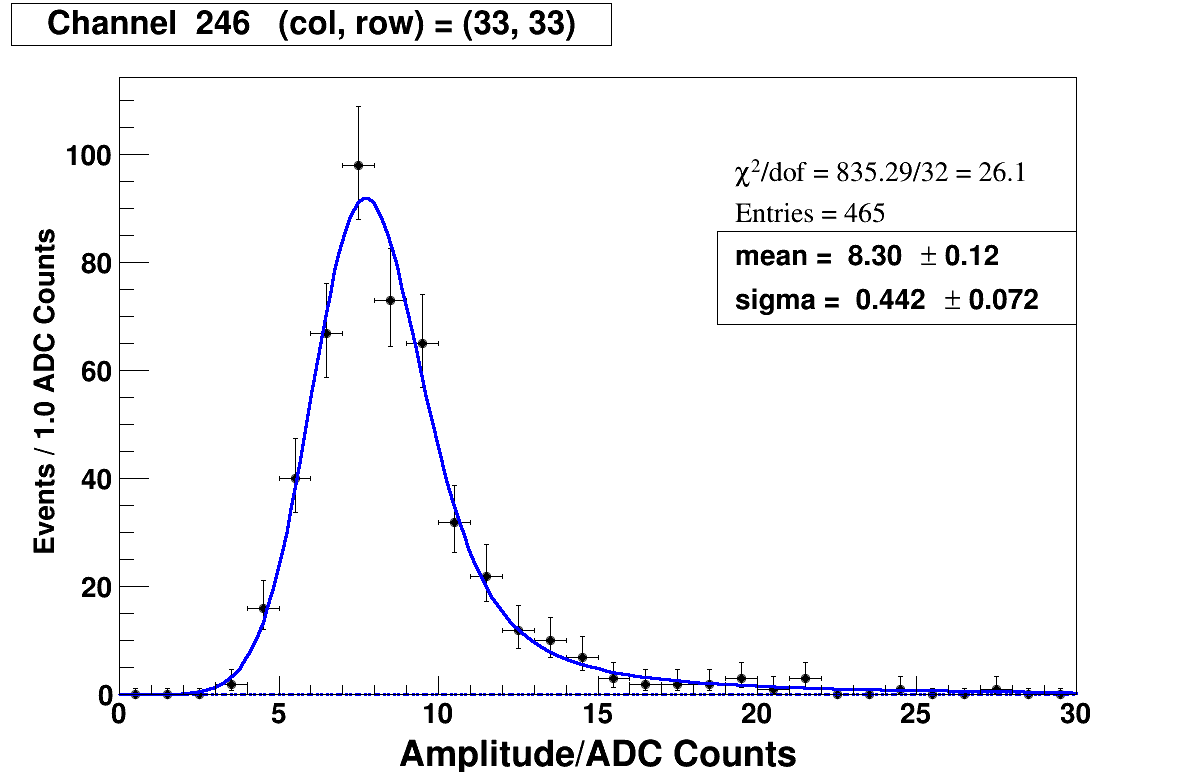 Channel 246 (col, row) = (33, 33)
χ²/dof = 835.29/32 = 26.1
Entries = 465
mean = 8.30 ± 0.12
sigma = 0.442 ± 0.072
Events / 1.0 ADC Counts
100
80
60
40
20
0
0 5 10 15 20 25 30
Amplitude/ADC Counts